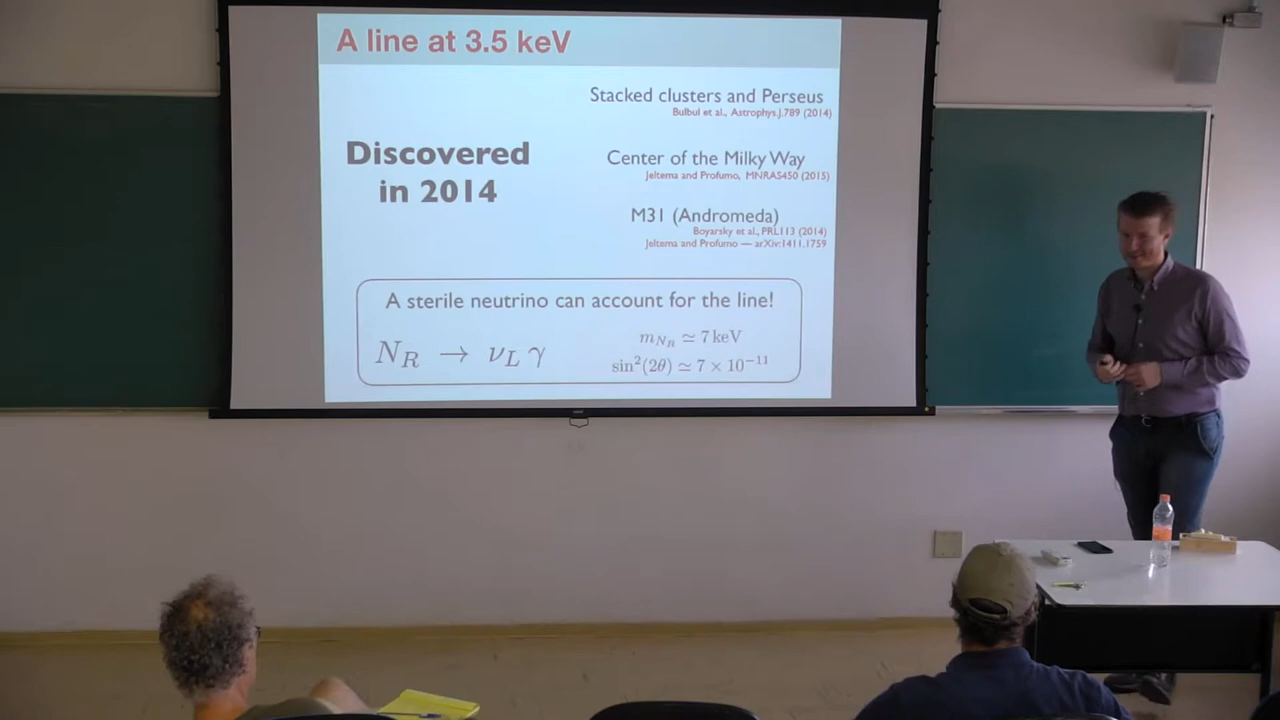 A line at 3.5 keV
Discovered
in 2014
Stacked clusters and Perseus
Bulbul et al., Astrophys.J.789 (2014)
Center of the Milky Way
Jeltema and Profumo, MNRAS450 (2015)
M31 (Andromeda)
Boyarsky et al., PRL113 (2014)
Jeltema and Profumo — arXiv:1411.1759
A sterile neutrino can account for the line!
N_R → ν_L γ
m_{N_R} ≃ 7 keV
sin²(2θ) ≃ 7 × 10⁻¹¹